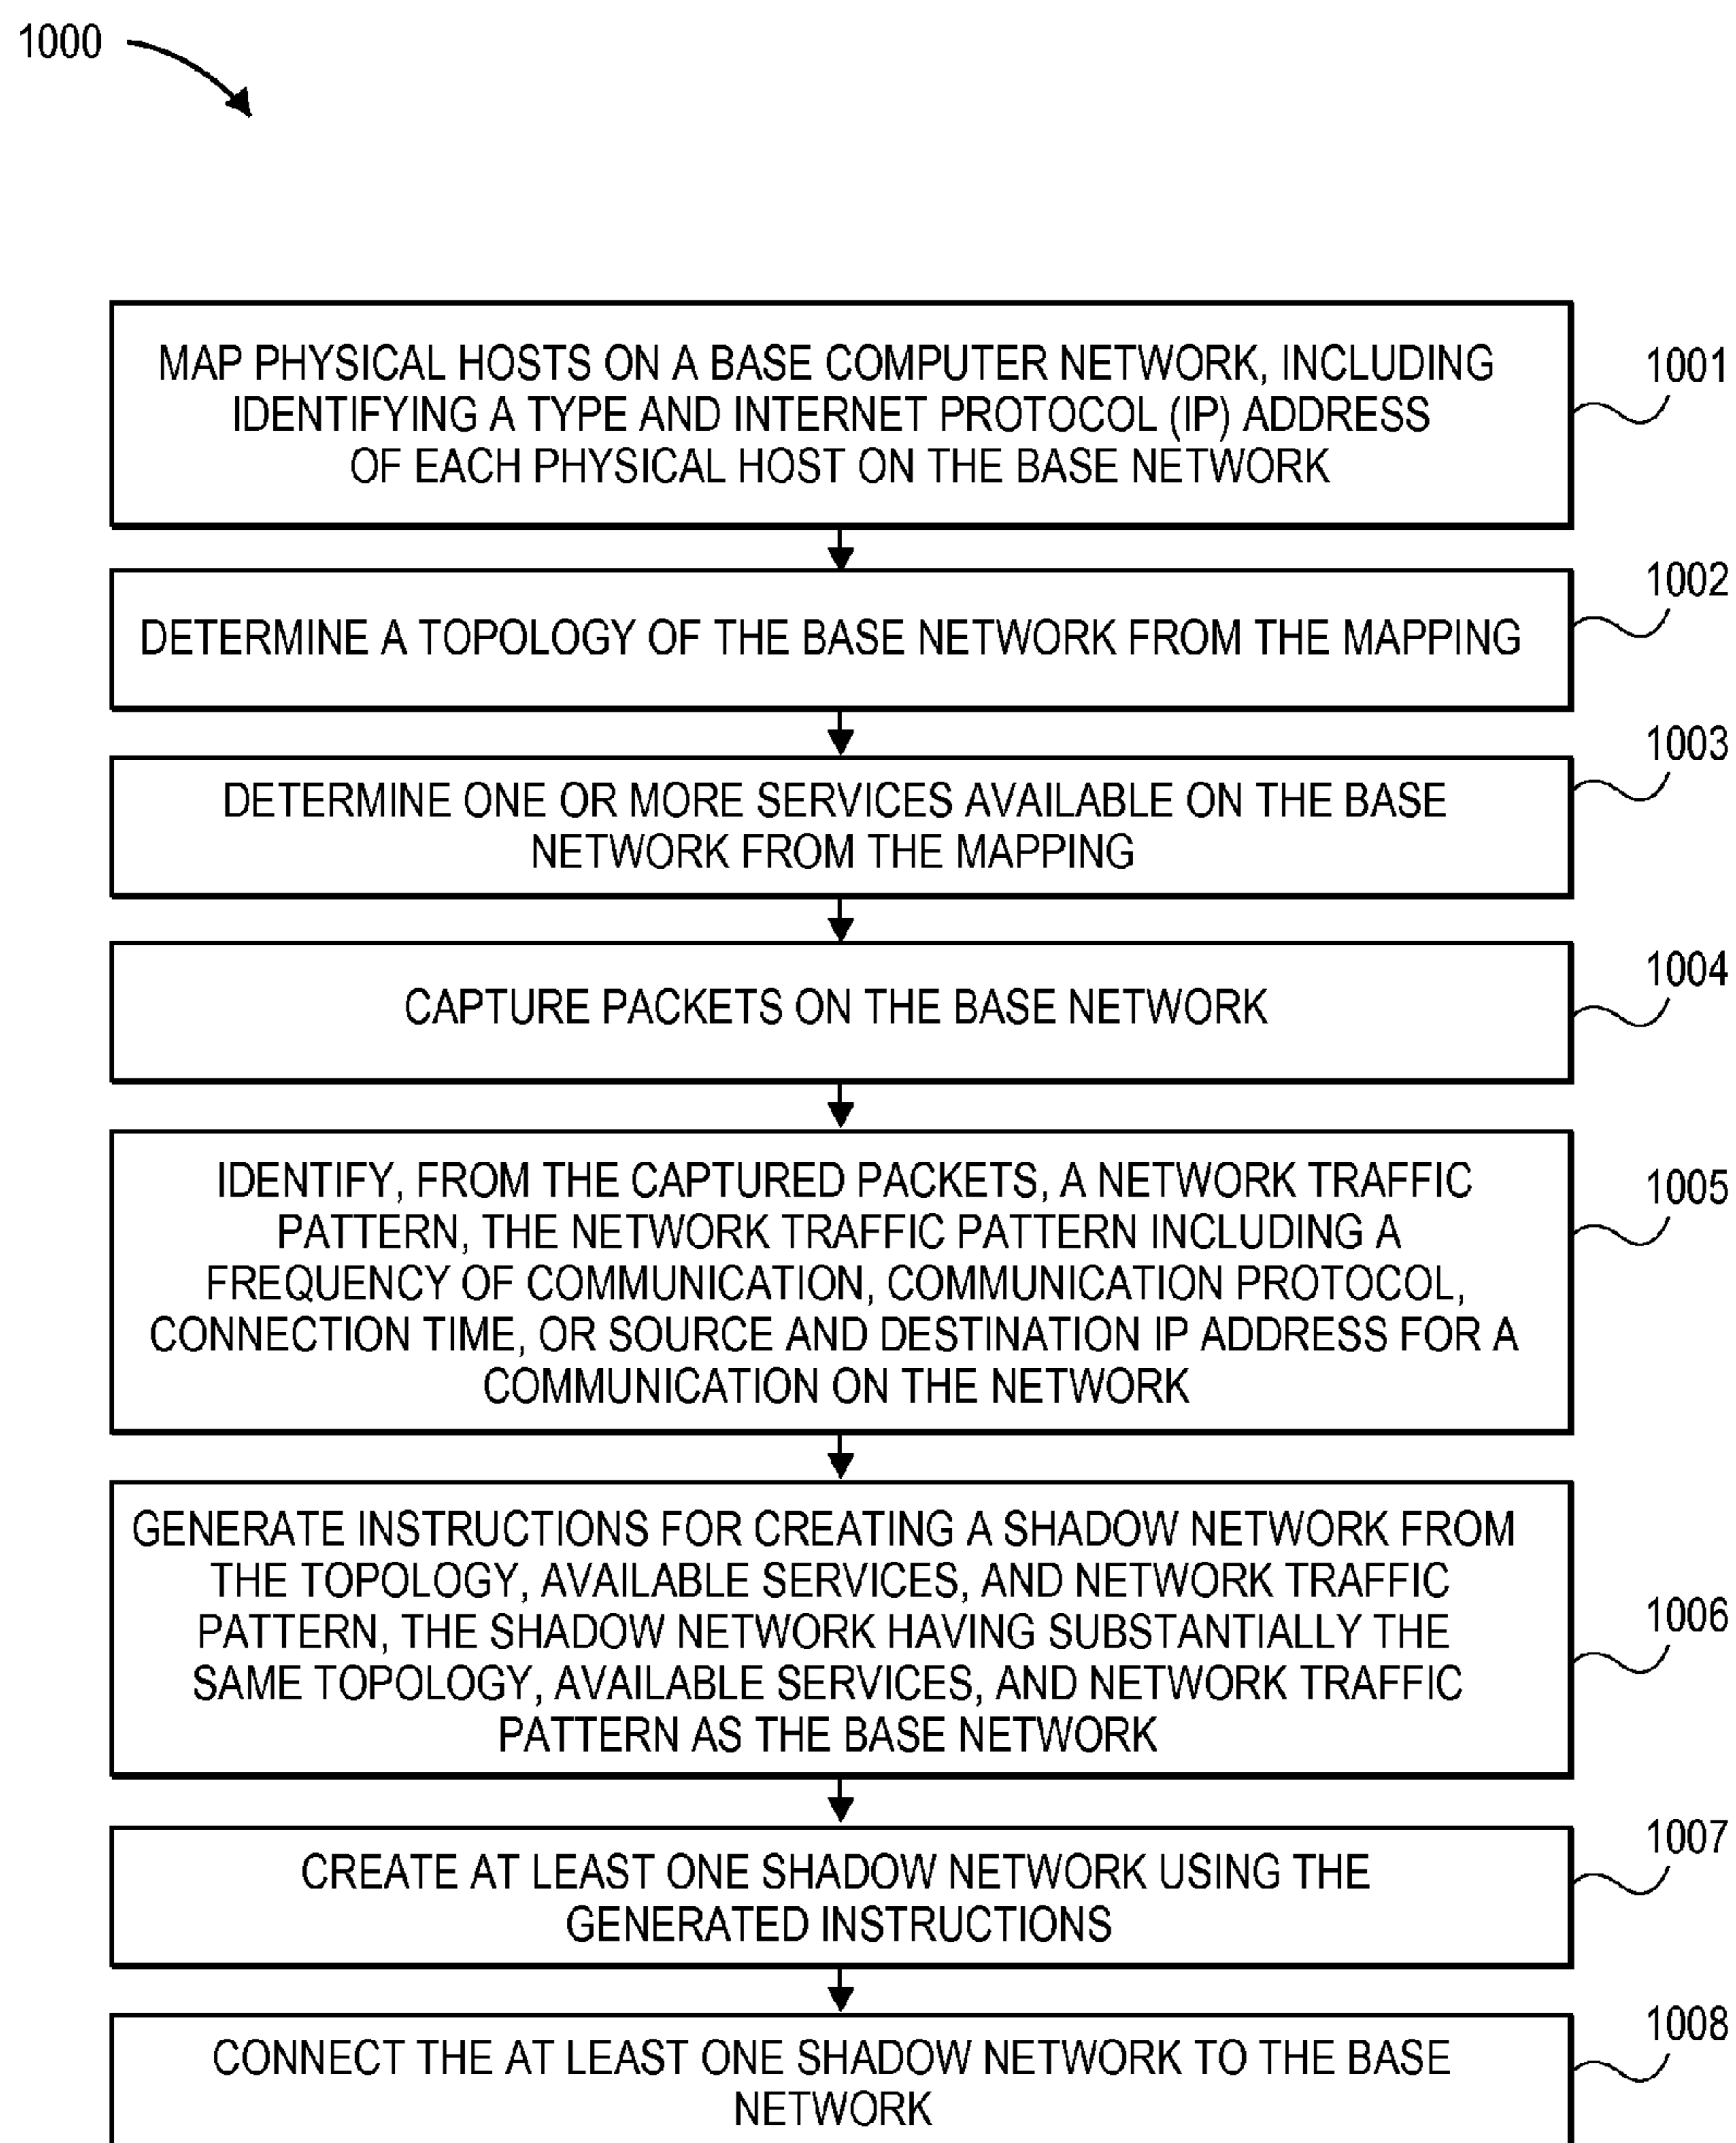 1000
MAP PHYSICAL HOSTS ON A BASE COMPUTER NETWORK, INCLUDING
IDENTIFYING A TYPE AND INTERNET PROTOCOL (IP) ADDRESS
OF EACH PHYSICAL HOST ON THE BASE NETWORK
1001
DETERMINE A TOPOLOGY OF THE BASE NETWORK FROM THE MAPPING
1002
DETERMINE ONE OR MORE SERVICES AVAILABLE ON THE BASE
NETWORK FROM THE MAPPING
1003
CAPTURE PACKETS ON THE BASE NETWORK
1004
IDENTIFY, FROM THE CAPTURED PACKETS, A NETWORK TRAFFIC
PATTERN, THE NETWORK TRAFFIC PATTERN INCLUDING A
FREQUENCY OF COMMUNICATION, COMMUNICATION PROTOCOL,
CONNECTION TIME, OR SOURCE AND DESTINATION IP ADDRESS FOR A
COMMUNICATION ON THE NETWORK
1005
GENERATE INSTRUCTIONS FOR CREATING A SHADOW NETWORK FROM
THE TOPOLOGY, AVAILABLE SERVICES, AND NETWORK TRAFFIC
PATTERN, THE SHADOW NETWORK HAVING SUBSTANTIALLY THE
SAME TOPOLOGY, AVAILABLE SERVICES, AND NETWORK TRAFFIC
PATTERN AS THE BASE NETWORK
1006
CREATE AT LEAST ONE SHADOW NETWORK USING THE
GENERATED INSTRUCTIONS
1007
CONNECT THE AT LEAST ONE SHADOW NETWORK TO THE BASE
NETWORK
1008